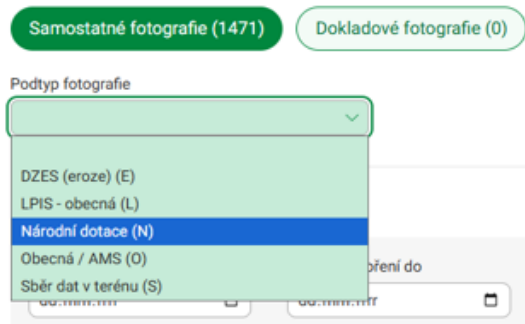 Samostatné fotografie (1471)
Dokladové fotografie (0)
Podtyp fotografie
DZES (eroze) (E)
LPIS - obecná (L)
Národní dotace (N)
Obecná / AMS (O)
Sběr dat v terénu (S)
do